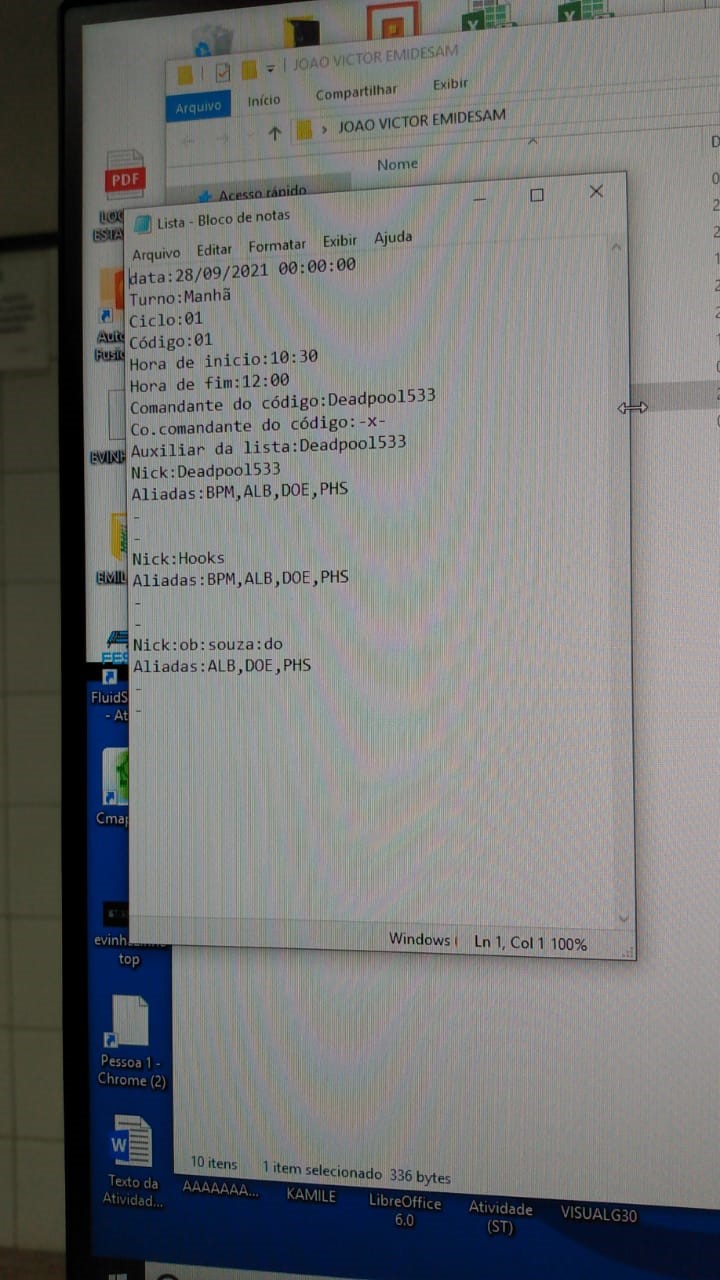 JOAO VICTOR EMIDESAM
Arquivo Início Compartilhar Exibir
JOAO VICTOR EMIDESAM
Nome
Acesso rápido
PDF
Lista - Bloco de notas
Arquivo Editar Formatar Exibir Ajuda
data:28/09/2021 00:00:00
Turno:Manhã
Ciclo:01
Código:01
Hora de inicio:10:30
Hora de fim:12:00
Comandante do código:Deadpool533
Co.comandante do código:-x-
Auxiliar da lista:Deadpool533
Nick:Deadpool533
Aliadas:BPM,ALB,DOE,PHS
-
-
Nick:Hooks
Aliadas:BPM,ALB,DOE,PHS
-
-
Nick:ob:souza:do
Aliadas:ALB,DOE,PHS
-
-
Windows Ln 1, Col 1 100%
FluidS
- At
Cmap
evinh
top
Pessoa 1 -
Chrome (2)
W
Texto da
Atividad...
10 itens 1 item selecionado 336 bytes
AAAAAAA...
KAMILE
LibreOffice
6.0
Atividade
(ST)
VISUALG30